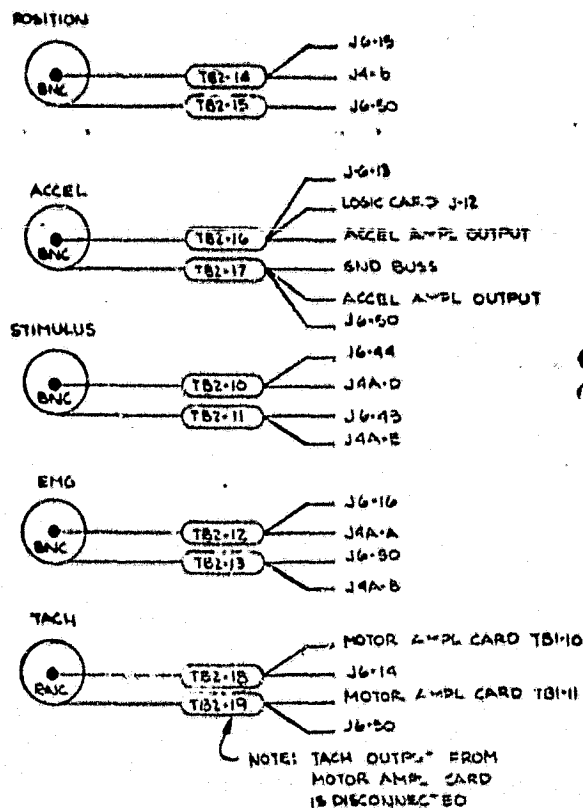 POSITION
BNC
TB2-14
TB2-15
J6-15
J4-6
J6-50
ACCEL
BNC
TB2-16
TB2-17
J-6-13
LOGIC CARD J-12
ACCEL AMPL OUTPUT
GND BUSS
ACCEL AMPL OUTPUT
J6-50
STIMULUS
BNC
TB2-10
TB2-11
J6-44
J4A-D
J6-43
J4A-E
EMG
BNC
TB2-12
TB2-13
J6-16
J4A-A
J6-50
J4A-B
TACH
BNC
TB2-18
TB2-19
MOTOR AMPL CARD TB1-10
J6-14
MOTOR AMPL CARD TB1-11
J6-50
NOTE: TACH OUTPUT FROM
MOTOR AMPL CARD
IS DISCONNECTED